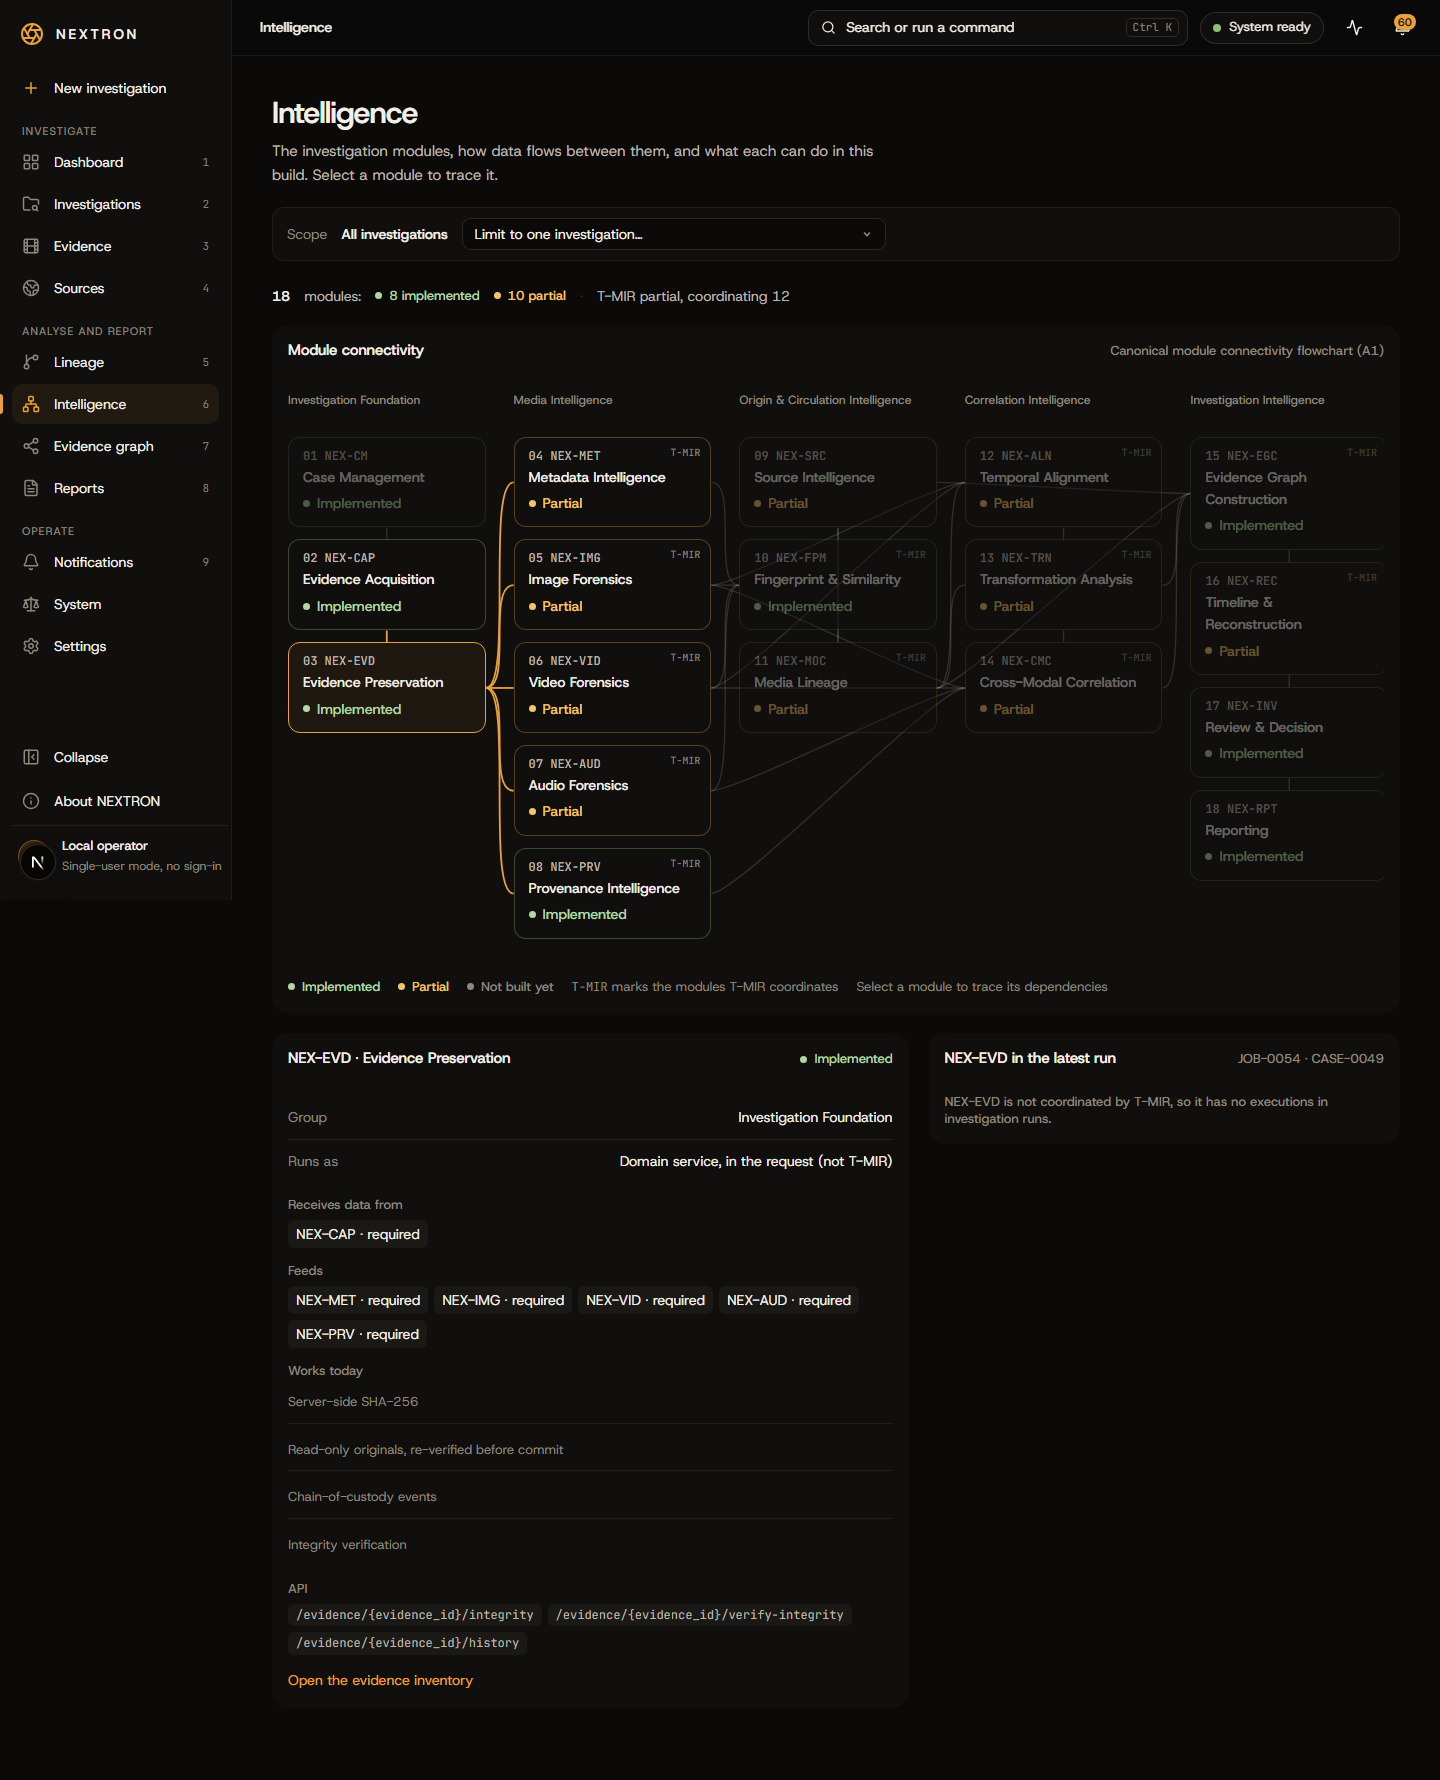 NEXTRON
New investigation
INVESTIGATE
Dashboard 1
Investigations 2
Evidence 3
Sources 4
ANALYSE AND REPORT
Lineage 5
Intelligence 6
Evidence graph 7
Reports 8
OPERATE
Notifications 9
System
Settings
Collapse
About NEXTRON
N
Local operator
Single-user mode, no sign-in
Intelligence
Search or run a command Ctrl K
System ready
60
Intelligence
The investigation modules, how data flows between them, and what each can do in this
build. Select a module to trace it.
Scope All investigations Limit to one investigation…
18 modules: 8 implemented 10 partial · T-MIR partial, coordinating 12
Module connectivity
Canonical module connectivity flowchart (A1)
Investigation Foundation
01 NEX-CM
Case Management
Implemented
02 NEX-CAP
Evidence Acquisition
Implemented
03 NEX-EVD
Evidence Preservation
Implemented
Media Intelligence
04 NEX-MET T-MIR
Metadata Intelligence
Partial
05 NEX-IMG T-MIR
Image Forensics
Partial
06 NEX-VID T-MIR
Video Forensics
Partial
07 NEX-AUD T-MIR
Audio Forensics
Partial
08 NEX-PRV T-MIR
Provenance Intelligence
Implemented
Origin & Circulation Intelligence
09 NEX-SRC
Source Intelligence
Partial
10 NEX-FPM T-MIR
Fingerprint & Similarity
Implemented
11 NEX-MOC T-MIR
Media Lineage
Partial
Correlation Intelligence
12 NEX-ALN T-MIR
Temporal Alignment
Partial
13 NEX-TRN T-MIR
Transformation Analysis
Partial
14 NEX-CMC T-MIR
Cross-Modal Correlation
Partial
Investigation Intelligence
15 NEX-EGC T-MIR
Evidence Graph
Construction
Implemented
16 NEX-REC T-MIR
Timeline &
Reconstruction
Partial
17 NEX-INV
Review & Decision
Implemented
18 NEX-RPT
Reporting
Implemented
Implemented Partial Not built yet T-MIR marks the modules T-MIR coordinates Select a module to trace its dependencies
NEX-EVD · Evidence Preservation Implemented
Group Investigation Foundation
Runs as Domain service, in the request (not T-MIR)
Receives data from
NEX-CAP · required
Feeds
NEX-MET · required NEX-IMG · required NEX-VID · required NEX-AUD · required
NEX-PRV · required
Works today
Server-side SHA-256
Read-only originals, re-verified before commit
Chain-of-custody events
Integrity verification
API
/evidence/{evidence_id}/integrity /evidence/{evidence_id}/verify-integrity
/evidence/{evidence_id}/history
Open the evidence inventory
NEX-EVD in the latest run JOB-0054 · CASE-0049
NEX-EVD is not coordinated by T-MIR, so it has no executions in
investigation runs.